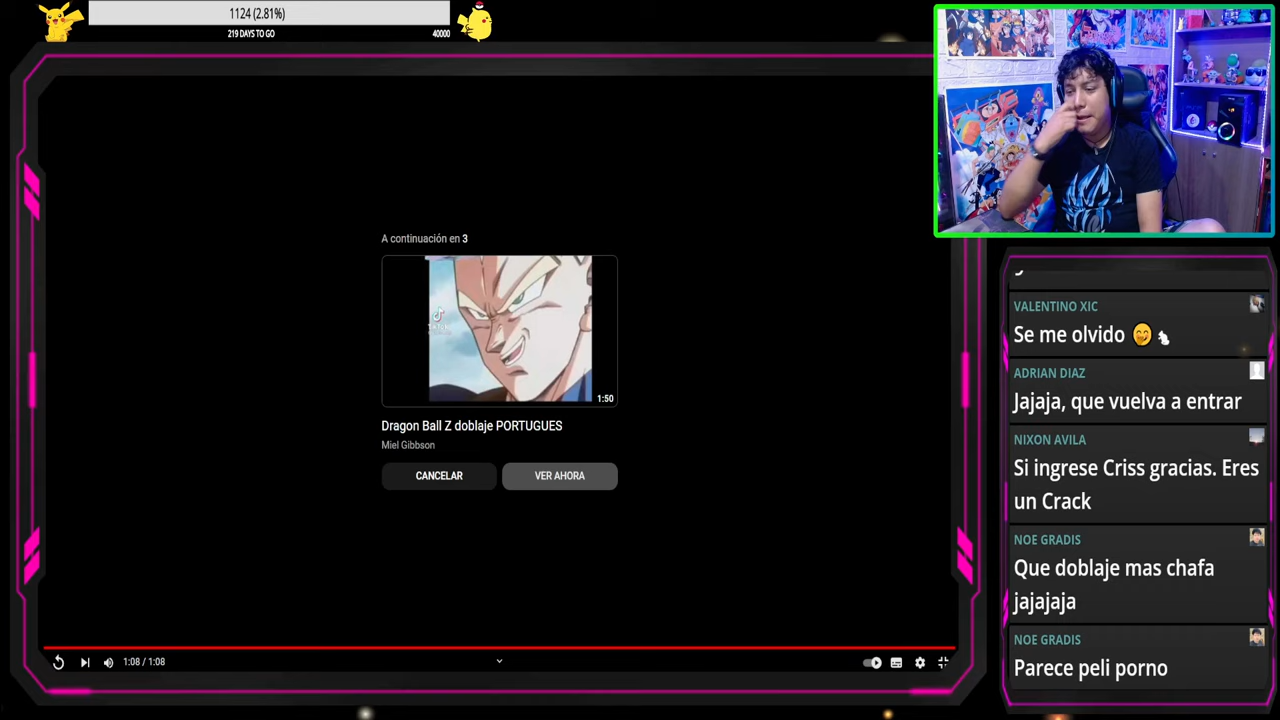 1124 (2.81%)
219 DAYS TO GO
40000
A continuación en 3
TikTok
1:50
Dragon Ball Z doblaje PORTUGUES
Miel Gibbson
CANCELAR
VER AHORA
1:08 / 1:08
VALENTINO XIC
Se me olvido 🤭🐁
ADRIAN DIAZ
Jajaja, que vuelva a entrar
NIXON AVILA
Si ingrese Criss gracias. Eres
un Crack
NOE GRADIS
Que doblaje mas chafa
jajajaja
NOE GRADIS
Parece peli porno